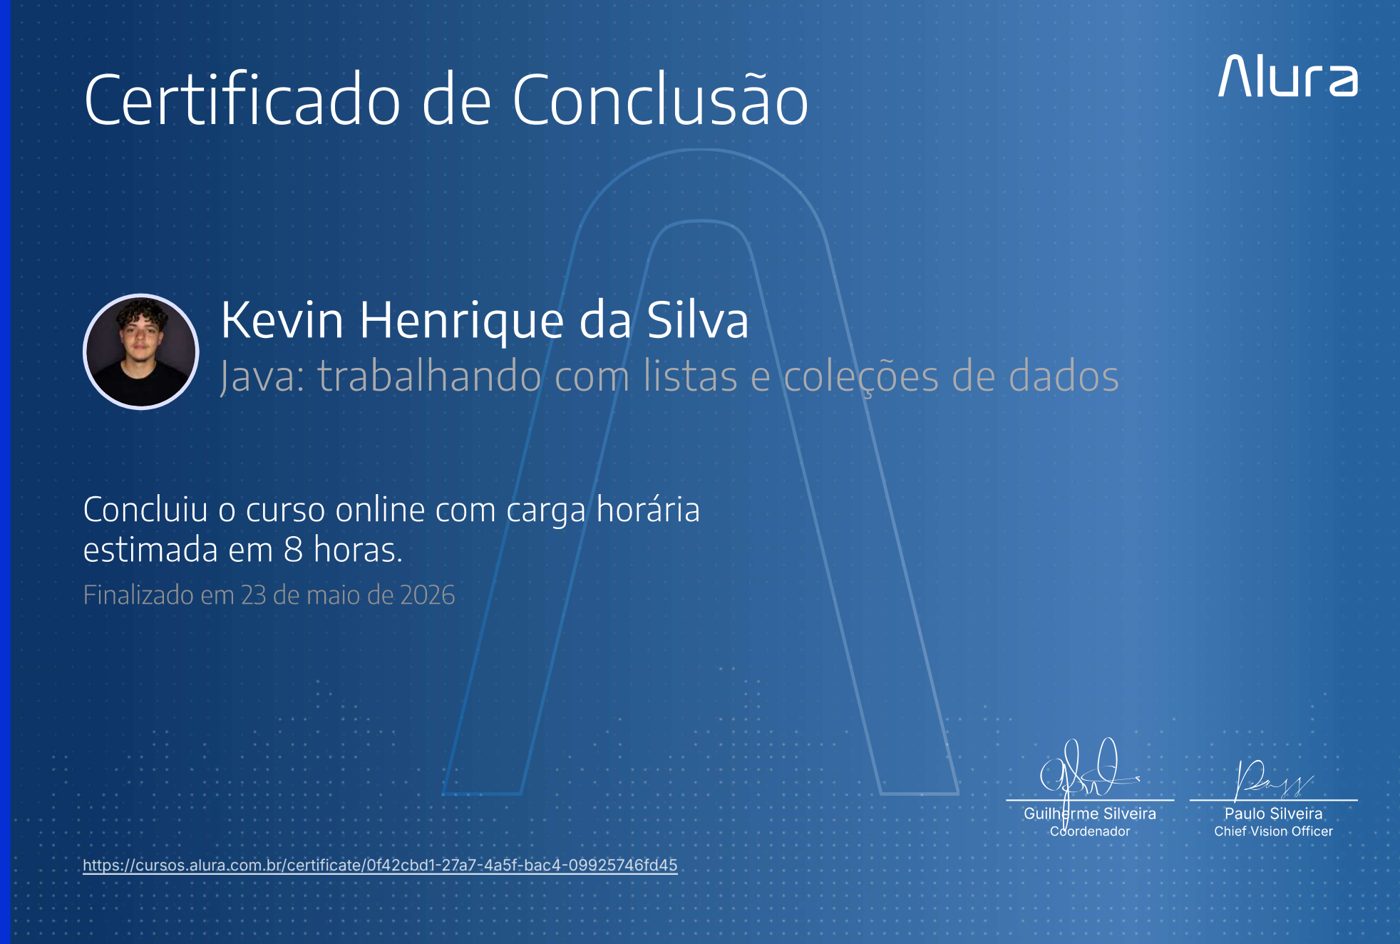 Certificado de Conclusão
Alura
Kevin Henrique da Silva
Java: trabalhando com listas e coleções de dados
Concluiu o curso online com carga horária
estimada em 8 horas.
Finalizado em 23 de maio de 2026
Guilherme Silveira
Coordenador
Paulo Silveira
Chief Vision Officer
https://cursos.alura.com.br/certificate/0f42cbd1-27a7-4a5f-bac4-09925746fd45